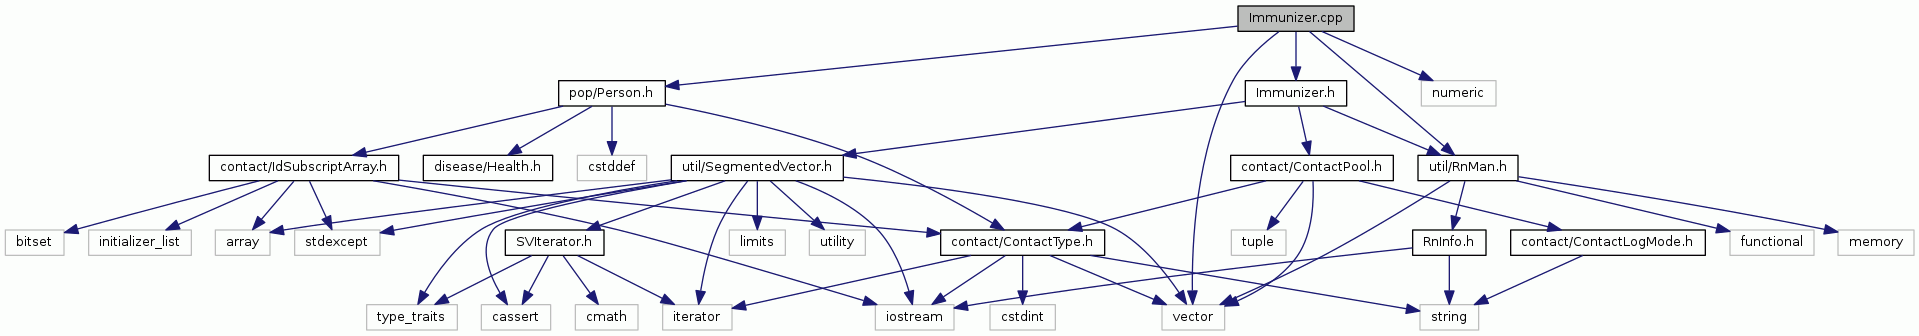 Immunizer.cpp
pop/Person.h
Immunizer.h
numeric
contact/IdSubscriptArray.h
disease/Health.h
cstddef
util/SegmentedVector.h
contact/ContactPool.h
util/RnMan.h
bitset
initializer_list
array
stdexcept
SVIterator.h
limits
utility
contact/ContactType.h
tuple
RnInfo.h
contact/ContactLogMode.h
functional
memory
type_traits
cassert
cmath
iterator
iostream
cstdint
vector
string